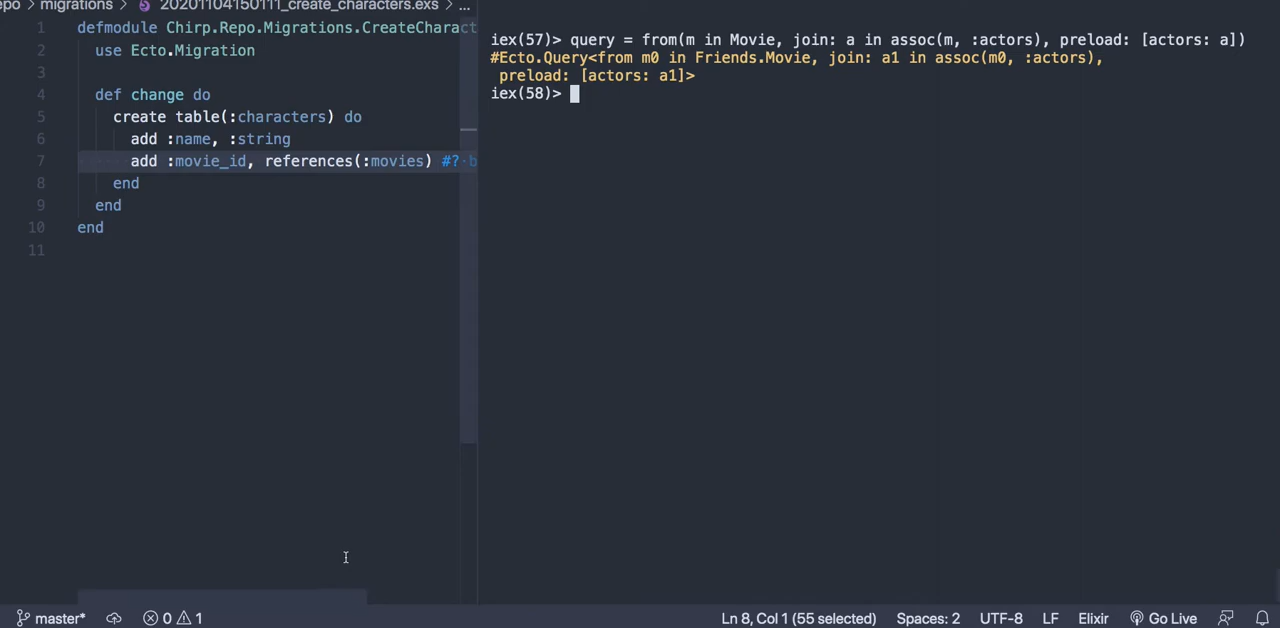 epo > migrations > 20201104150111_create_characters.exs > ...
1 defmodule Chirp.Repo.Migrations.CreateCharact
2 use Ecto.Migration
3
4 def change do
5 create table(:characters) do
6 add :name, :string
7 add :movie_id, references(:movies) #? b
8 end
9 end
10 end
11
iex(57)> query = from(m in Movie, join: a in assoc(m, :actors), preload: [actors: a])
#Ecto.Query<from m0 in Friends.Movie, join: a1 in assoc(m0, :actors),
preload: [actors: a1]>
iex(58)>
master* 0 1 Ln 8, Col 1 (55 selected) Spaces: 2 UTF-8 LF Elixir Go Live